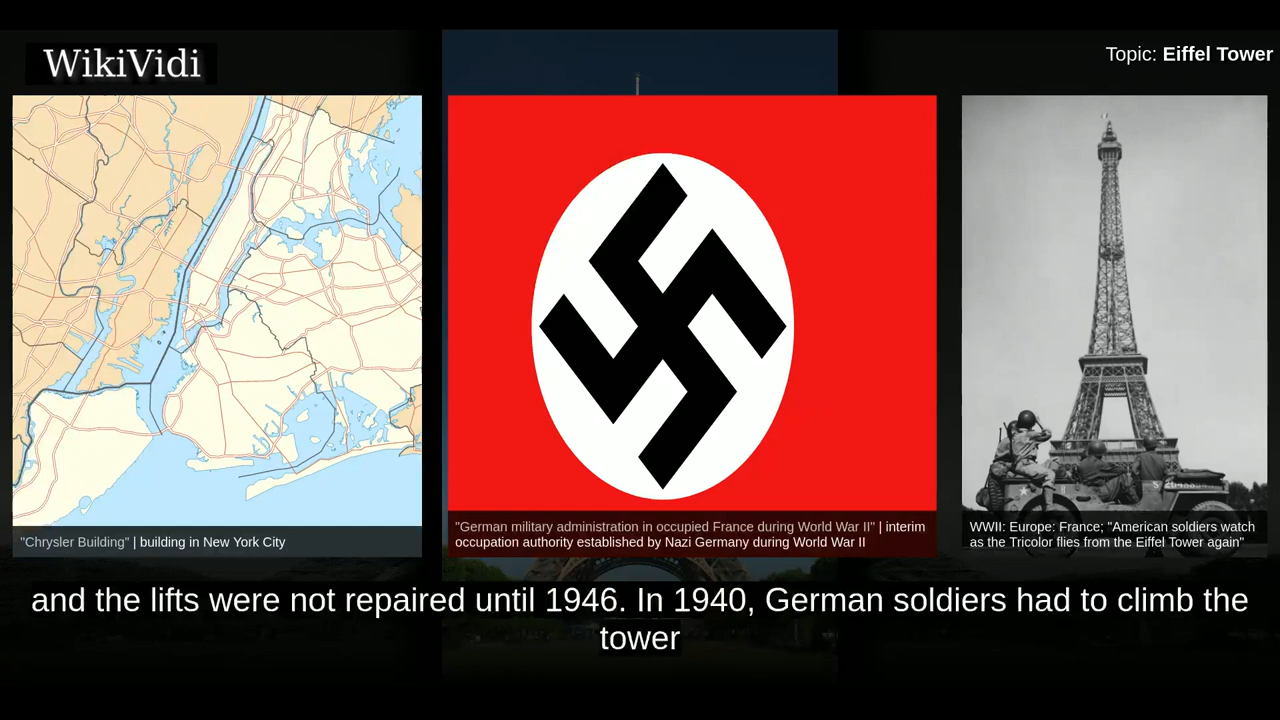 WikiVidi
Topic: Eiffel Tower
"Chrysler Building" | building in New York City
"German military administration in occupied France during World War II" | interim
occupation authority established by Nazi Germany during World War II
WWII: Europe: France; "American soldiers watch
as the Tricolor flies from the Eiffel Tower again"
and the lifts were not repaired until 1946. In 1940, German soldiers had to climb the
tower